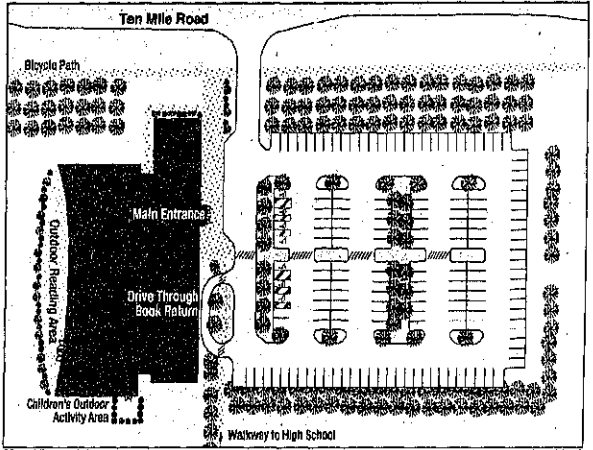 Ten Mile Road
Bicycle Path
Main Entrance
Outdoor Reading Area
Drive Through
Book Return
Children's Outdoor
Activity Area
Walkway to High School